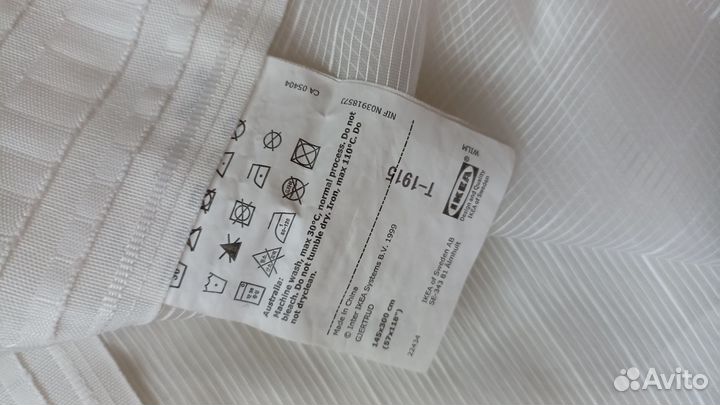 Australia:
Machine wash, max 30°C, normal process. Do not
bleach. Do not tumble dry. Iron, max 110°C. Do
not dryclean.
CA 05404
NIF N0391857J
Made in China
© Inter IKEA Systems B.V. 1999
GJERTRUD
145x300 cm
(57x118")
22434
T-1915
IKEA of Sweden AB
SE-343 81 Älmhult
IKEA®
Design and Quality
IKEA of Sweden
WILM
Avito